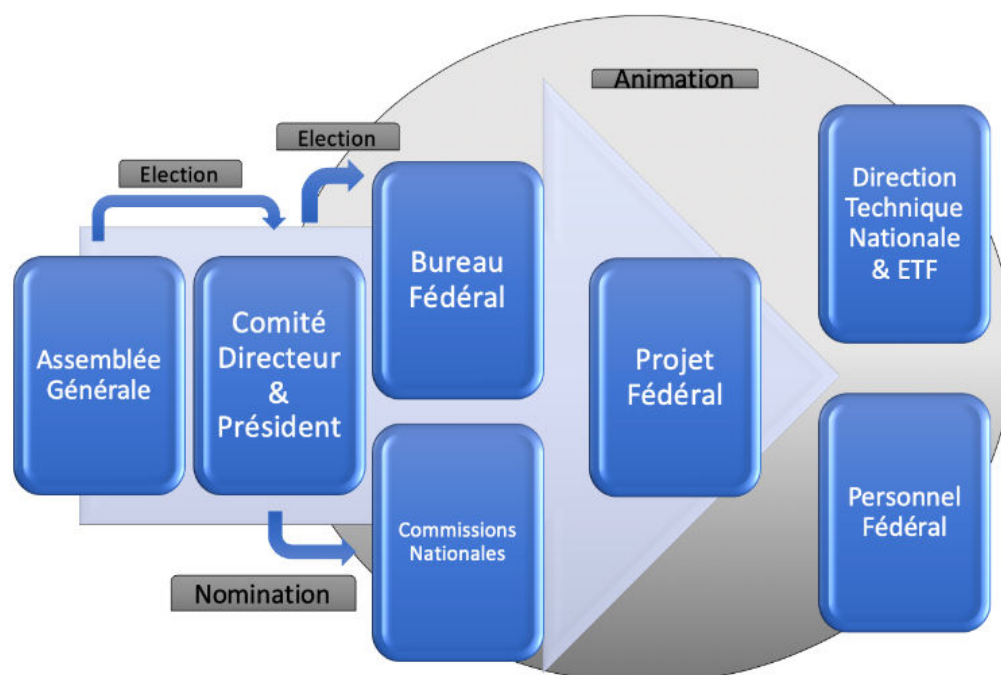 Animation
Election
Election
Assemblée
Générale
Comité
Directeur
&
Président
Bureau
Fédéral
Commissions
Nationales
Nomination
Projet
Fédéral
Direction
Technique
Nationale
& ETF
Personnel
Fédéral